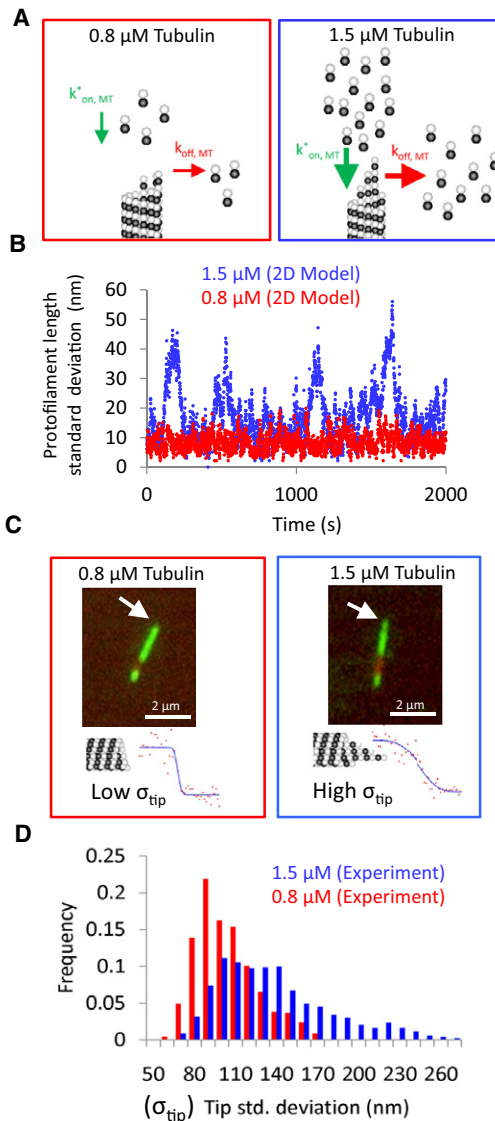 A
0.8 µM Tubulin
1.5 µM Tubulin
k*on, MT
koff, MT
k*on, MT
koff, MT
B
1.5 µM (2D Model)
0.8 µM (2D Model)
Protofilament length
standard deviation (nm)
60
50
40
30
20
10
0
0
1000
2000
Time (s)
C
0.8 µM Tubulin
1.5 µM Tubulin
2 µm
2 µm
Low σtip
High σtip
D
1.5 µM (Experiment)
0.8 µM (Experiment)
Frequency
0.25
0.2
0.15
0.1
0.05
0
50 80 110 140 170 200 230 260
(σtip) Tip std. deviation (nm)